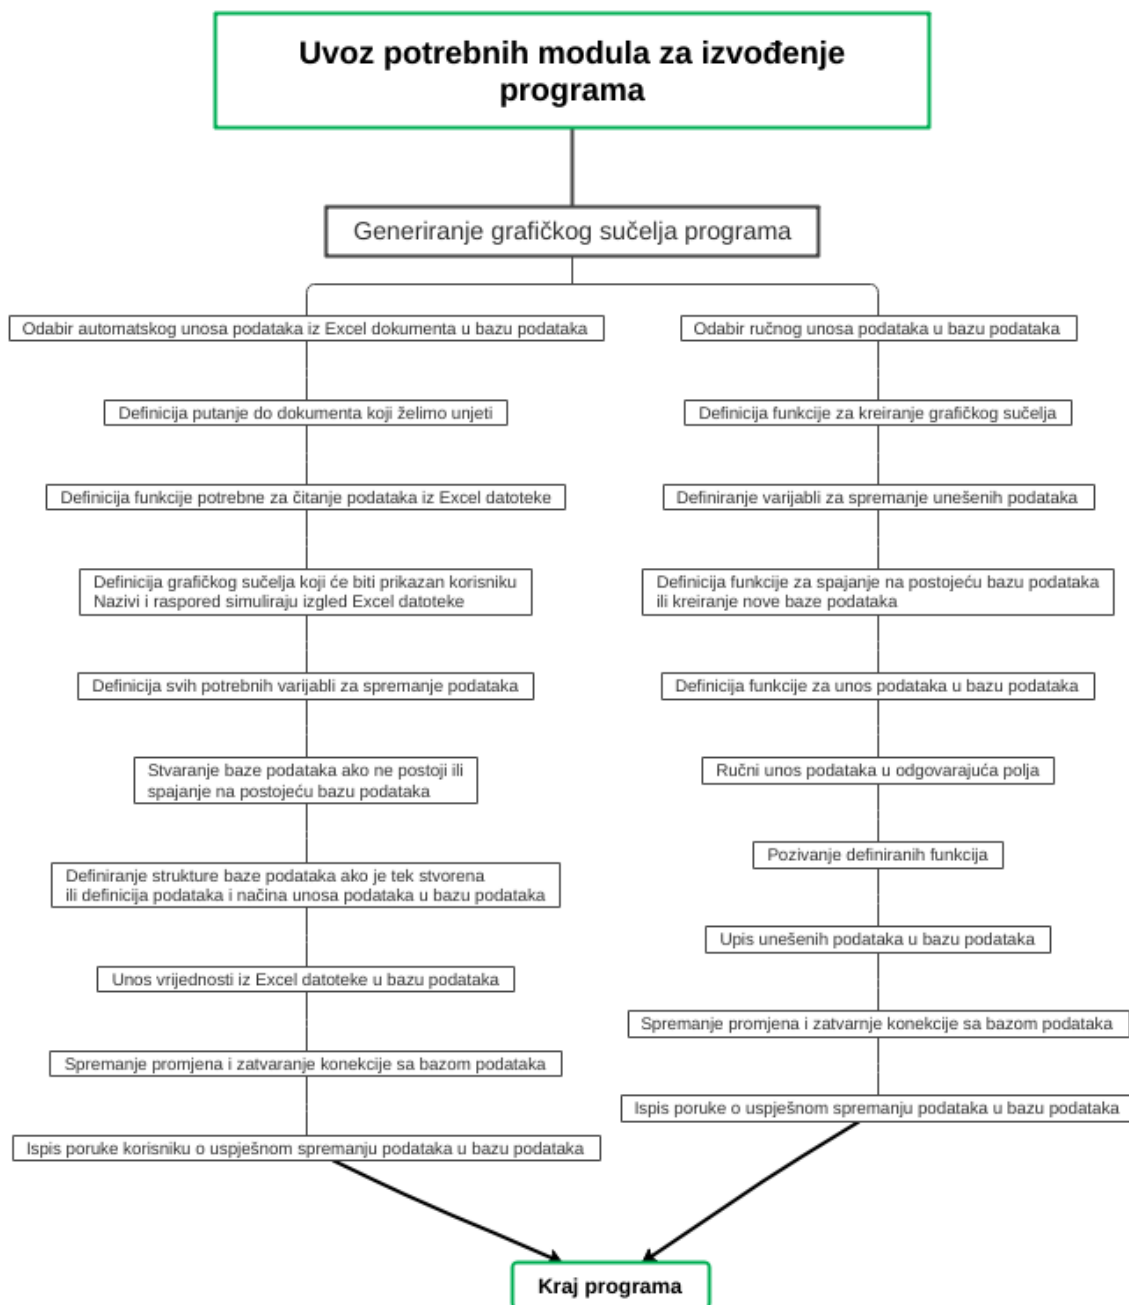 Uvoz potrebnih modula za izvođenje
programa
Generiranje grafičkog sučelja programa
Odabir automatskog unosa podataka iz Excel dokumenta u bazu podataka
Definicija putanje do dokumenta koji želimo unjeti
Definicija funkcije potrebne za čitanje podataka iz Excel datoteke
Definicija grafičkog sučelja koji će biti prikazan korisniku
Nazivi i raspored simuliraju izgled Excel datoteke
Definicija svih potrebnih varijabli za spremanje podataka
Stvaranje baze podataka ako ne postoji ili
spajanje na postojeću bazu podataka
Definiranje strukture baze podataka ako je tek stvorena
ili definicija podataka i načina unosa podataka u bazu podataka
Unos vrijednosti iz Excel datoteke u bazu podataka
Spremanje promjena i zatvaranje konekcije sa bazom podataka
Ispis poruke korisniku o uspješnom spremanju podataka u bazu podataka
Odabir ručnog unosa podataka u bazu podataka
Definicija funkcije za kreiranje grafičkog sučelja
Definiranje varijabli za spremanje unešenih podataka
Definicija funkcije za spajanje na postojeću bazu podataka
ili kreiranje nove baze podataka
Definicija funkcije za unos podataka u bazu podataka
Ručni unos podataka u odgovarajuća polja
Pozivanje definiranih funkcija
Upis unešenih podataka u bazu podataka
Spremanje promjena i zatvarnje konekcije sa bazom podataka
Ispis poruke o uspješnom spremanju podataka u bazu podataka
Kraj programa